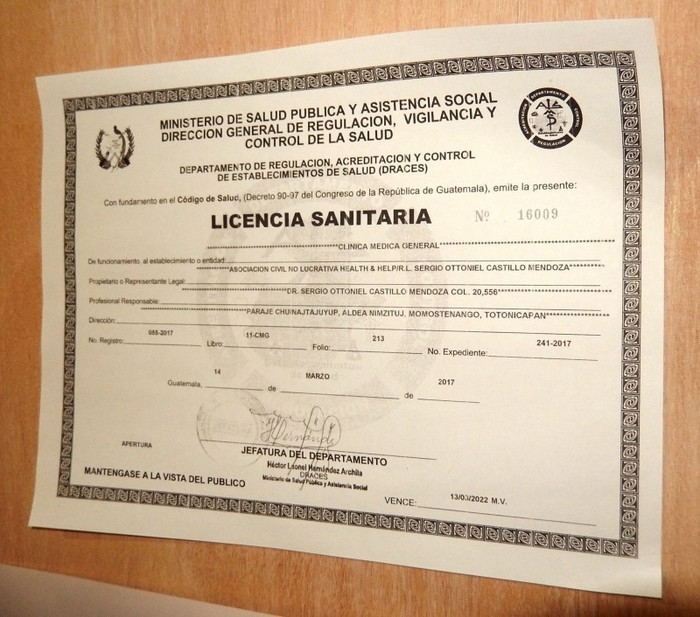 MINISTERIO DE SALUD PUBLICA Y ASISTENCIA SOCIAL
DIRECCION GENERAL DE REGULACION, VIGILANCIA Y
CONTROL DE LA SALUD
DEPARTAMENTO DE REGULACION, ACREDITACION Y CONTROL
DE ESTABLECIMIENTOS DE SALUD (DRACES)
Con fundamento en el Código de Salud, (Decreto 90-97 del Congreso de la República de Guatemala), emite la presente:
LICENCIA SANITARIA Nº 16009
CLINICA MEDICA GENERAL
De funcionamiento, al establecimiento o entidad:
ASOCIACION CIVIL NO LUCRATIVA HEALTH & HELP/R.L. SERGIO OTTONIEL CASTILLO MENDOZA
Propietario o Representante Legal:
DR. SERGIO OTTONIEL CASTILLO MENDOZA COL. 20,556
Profesional Responsable:
PARAJE CHUINAJTAJUYUP, ALDEA NIMZITUJ, MOMOSTENANGO, TOTONICAPAN
Dirección:
No. Registro: 085-2017 Libro: 11-CMG Folio: 213 No. Expediente: 241-2017
Guatemala, 14 de MARZO de 2017
APERTURA
JEFATURA DEL DEPARTAMENTO
Héctor Leonel Hernández Archila
DRACES
Ministerio de Salud Pública y Asistencia Social
MANTENGASE A LA VISTA DEL PUBLICO
VENCE: 13/03/2022 M.V.